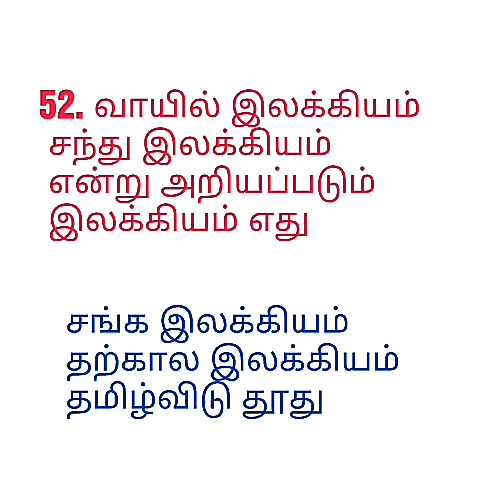 52. வாயில் இலக்கியம்
சந்து இலக்கியம்
என்று அறியப்படும்
இலக்கியம் எது
சங்க இலக்கியம்
தற்கால இலக்கியம்
தமிழ்விடு தூது